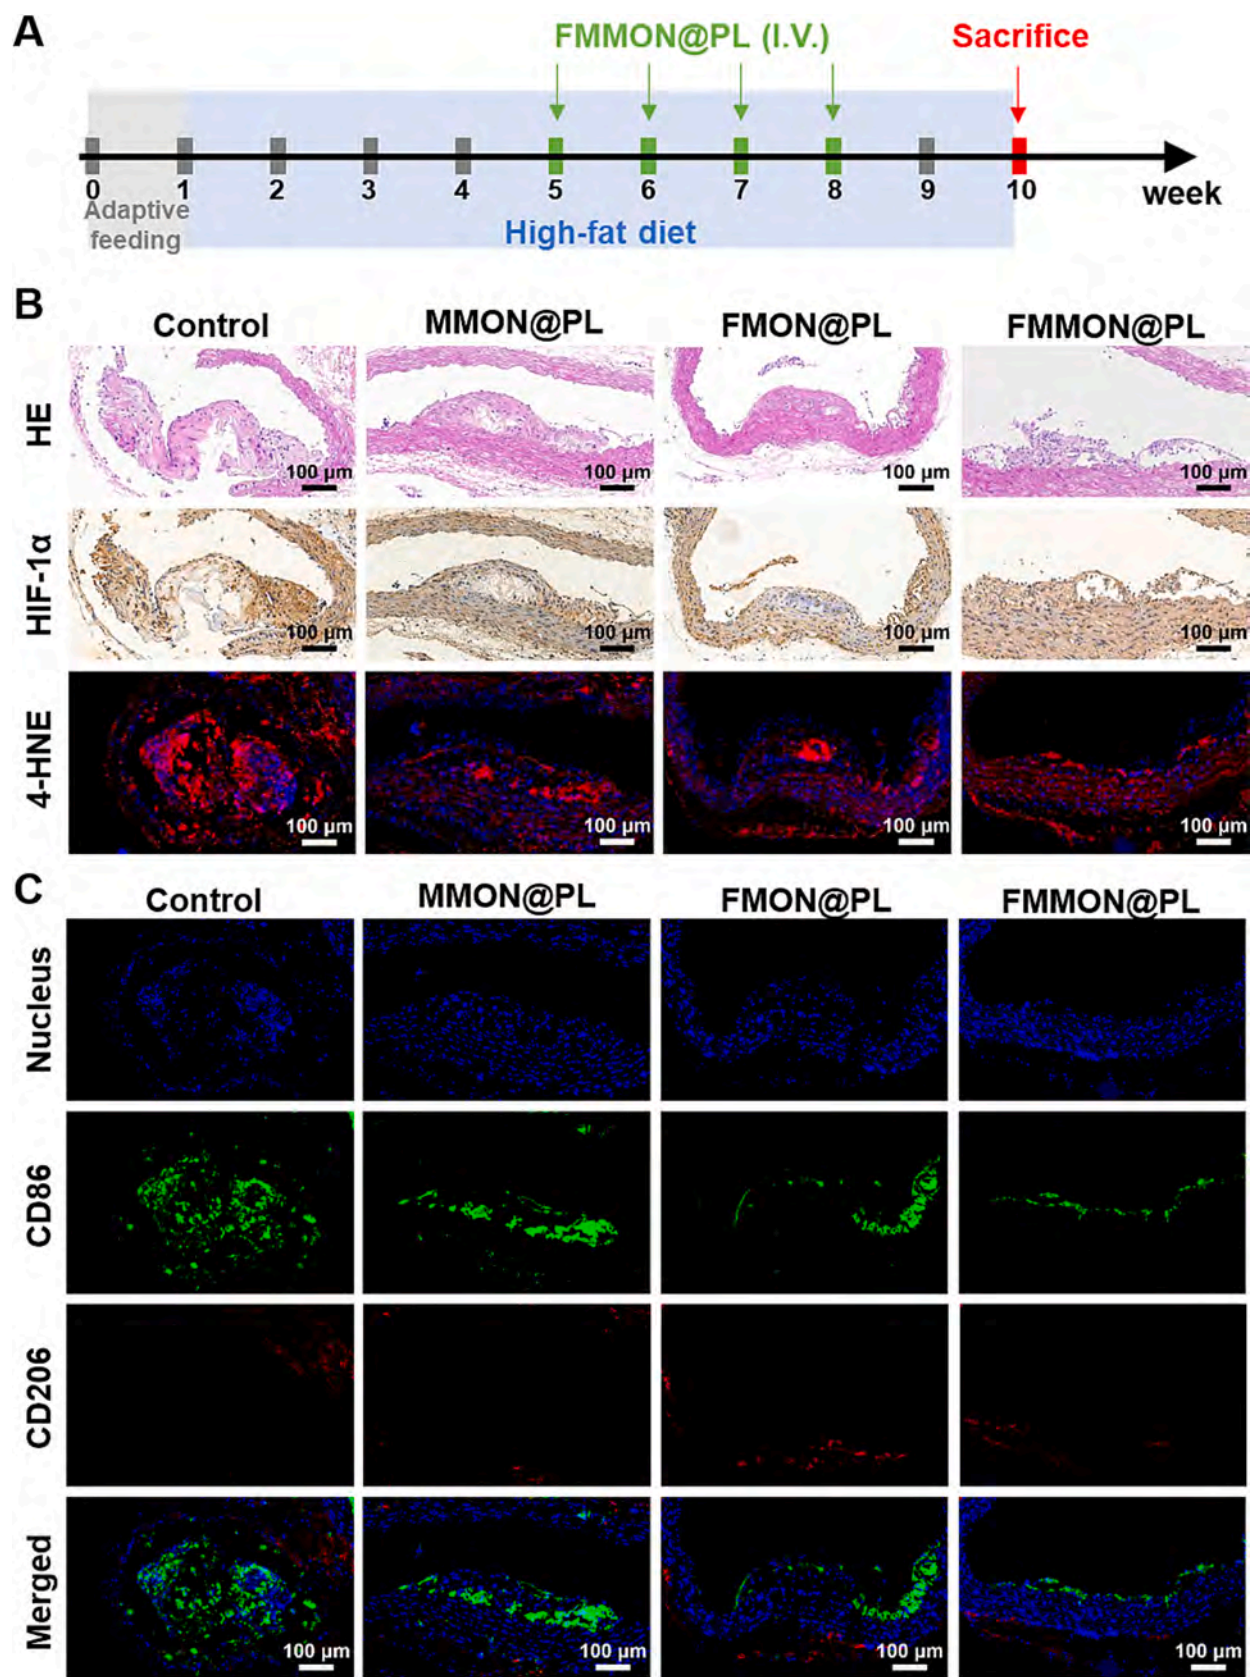 A
FMMON@PL (I.V.)
Sacrifice
0 1 2 3 4 5 6 7 8 9 10
week
Adaptive
feeding
High-fat diet
B
Control MMON@PL FMON@PL FMMON@PL
HE
100 μm 100 μm 100 μm 100 μm
HIF-1α
100 μm 100 μm 100 μm 100 μm
4-HNE
100 μm 100 μm 100 μm 100 μm
C
Control MMON@PL FMON@PL FMMON@PL
Nucleus
CD86
CD206
Merged
100 μm 100 μm 100 μm 100 μm